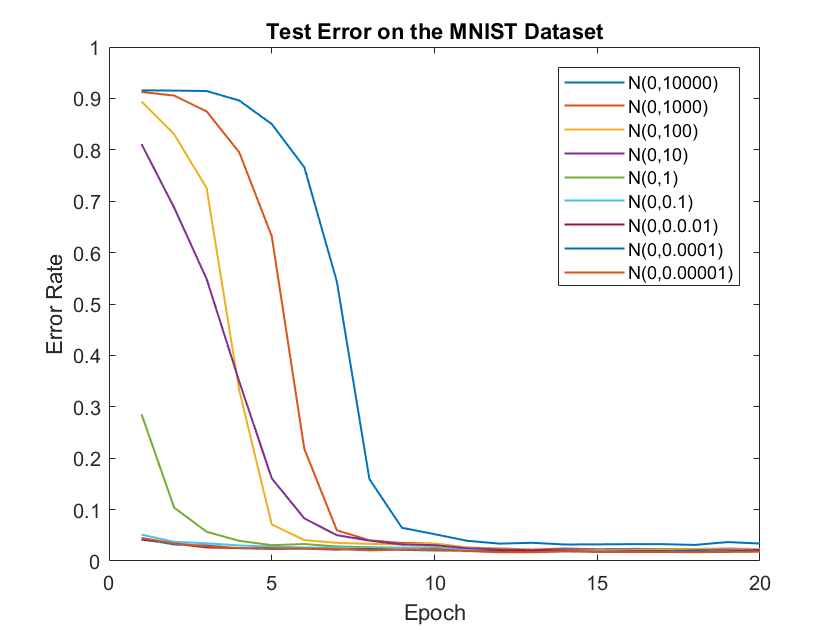 Test Error on the MNIST Dataset
1
0.9
0.8
0.7
0.6
0.5
0.4
0.3
0.2
0.1
0
Error Rate
N(0,10000)
N(0,1000)
N(0,100)
N(0,10)
N(0,1)
N(0,0.1)
N(0,0.0.01)
N(0,0.0001)
N(0,0.00001)
0 5 10 15 20
Epoch